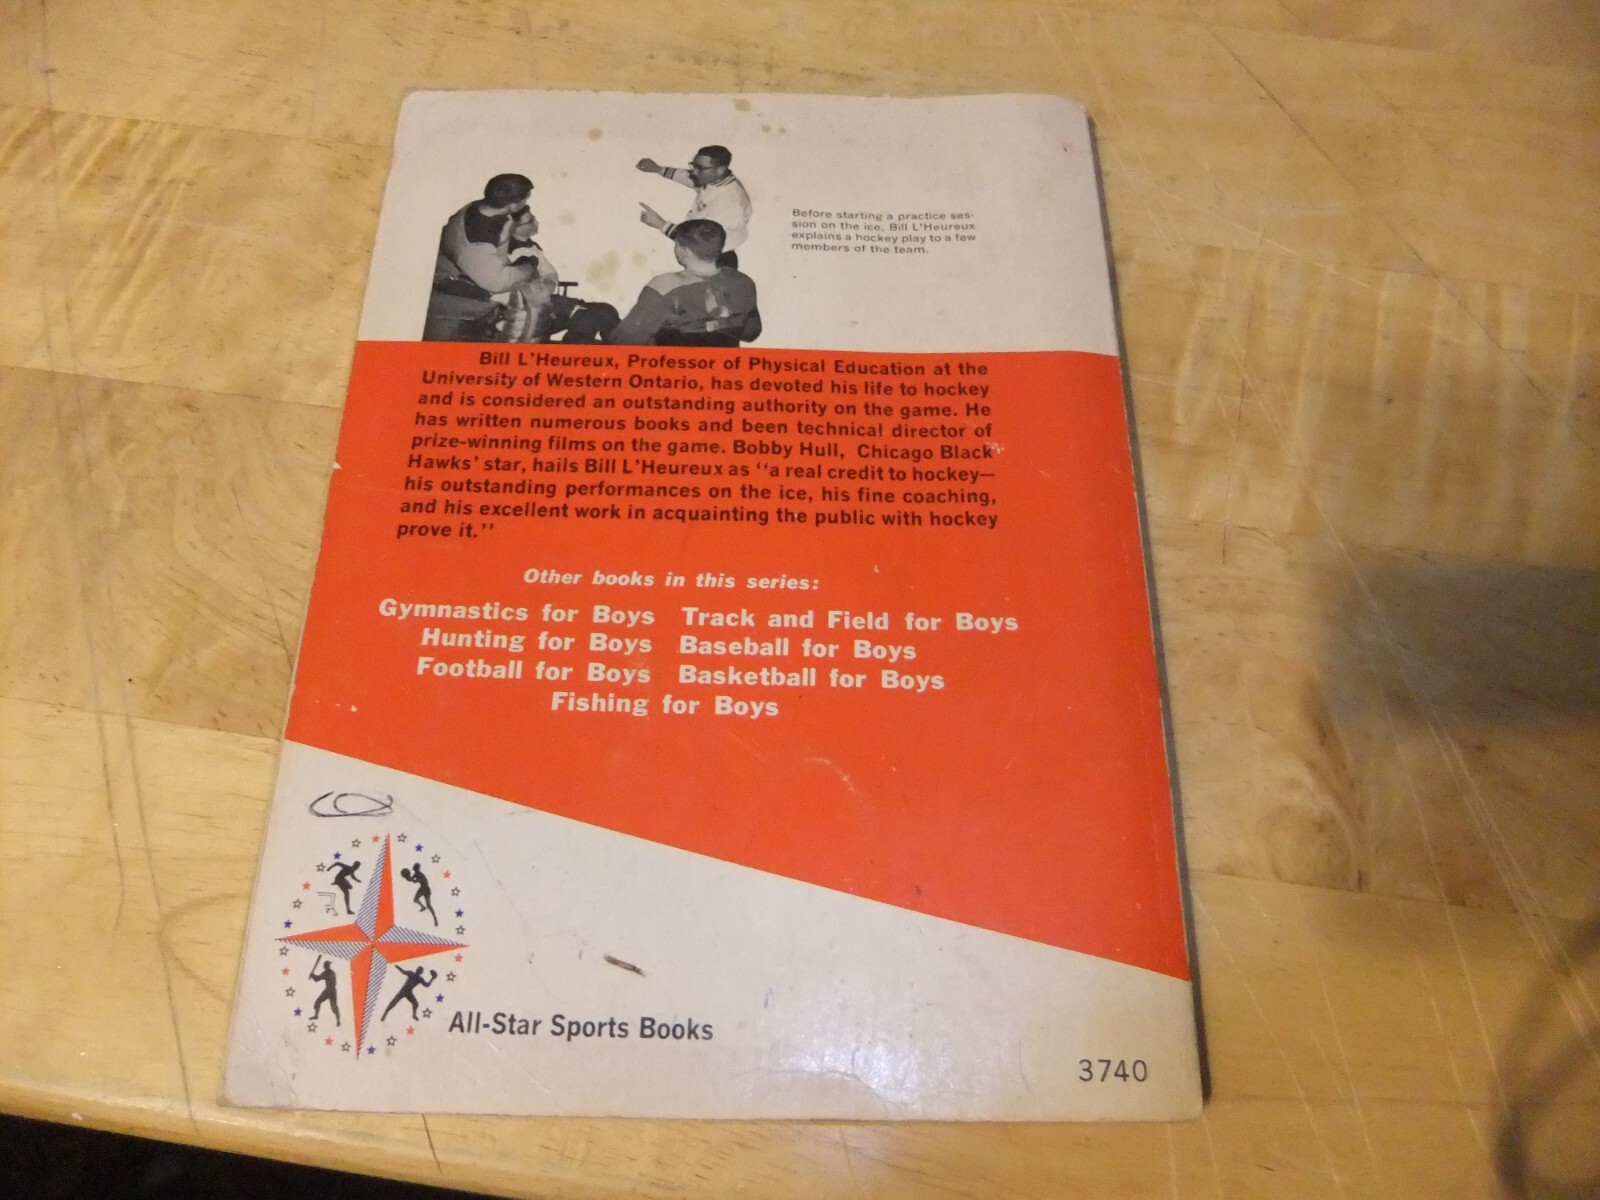 Before starting a practice ses-
sion on the ice, Bill L'Heureux
explains a hockey play to a few
members of the team.
Bill L'Heureux, Professor of Physical Education at the
University of Western Ontario, has devoted his life to hockey
and is considered an outstanding authority on the game. He
has written numerous books and been technical director of
prize-winning films on the game. Bobby Hull, Chicago Black
Hawks' star, hails Bill L'Heureux as "a real credit to hockey—
his outstanding performances on the ice, his fine coaching,
and his excellent work in acquainting the public with hockey
prove it."
Other books in this series:
Gymnastics for Boys Track and Field for Boys
Hunting for Boys Baseball for Boys
Football for Boys Basketball for Boys
Fishing for Boys
All-Star Sports Books
3740